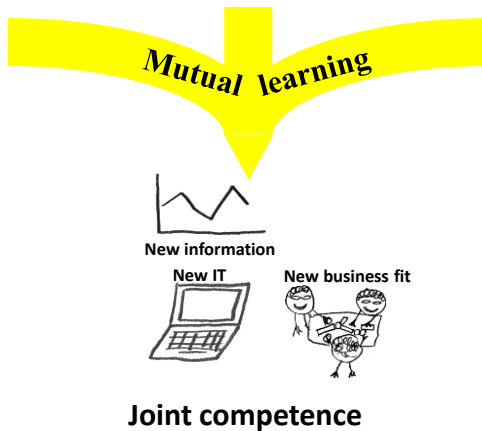 Mutual learning
New information
New IT
New business fit
Joint competence